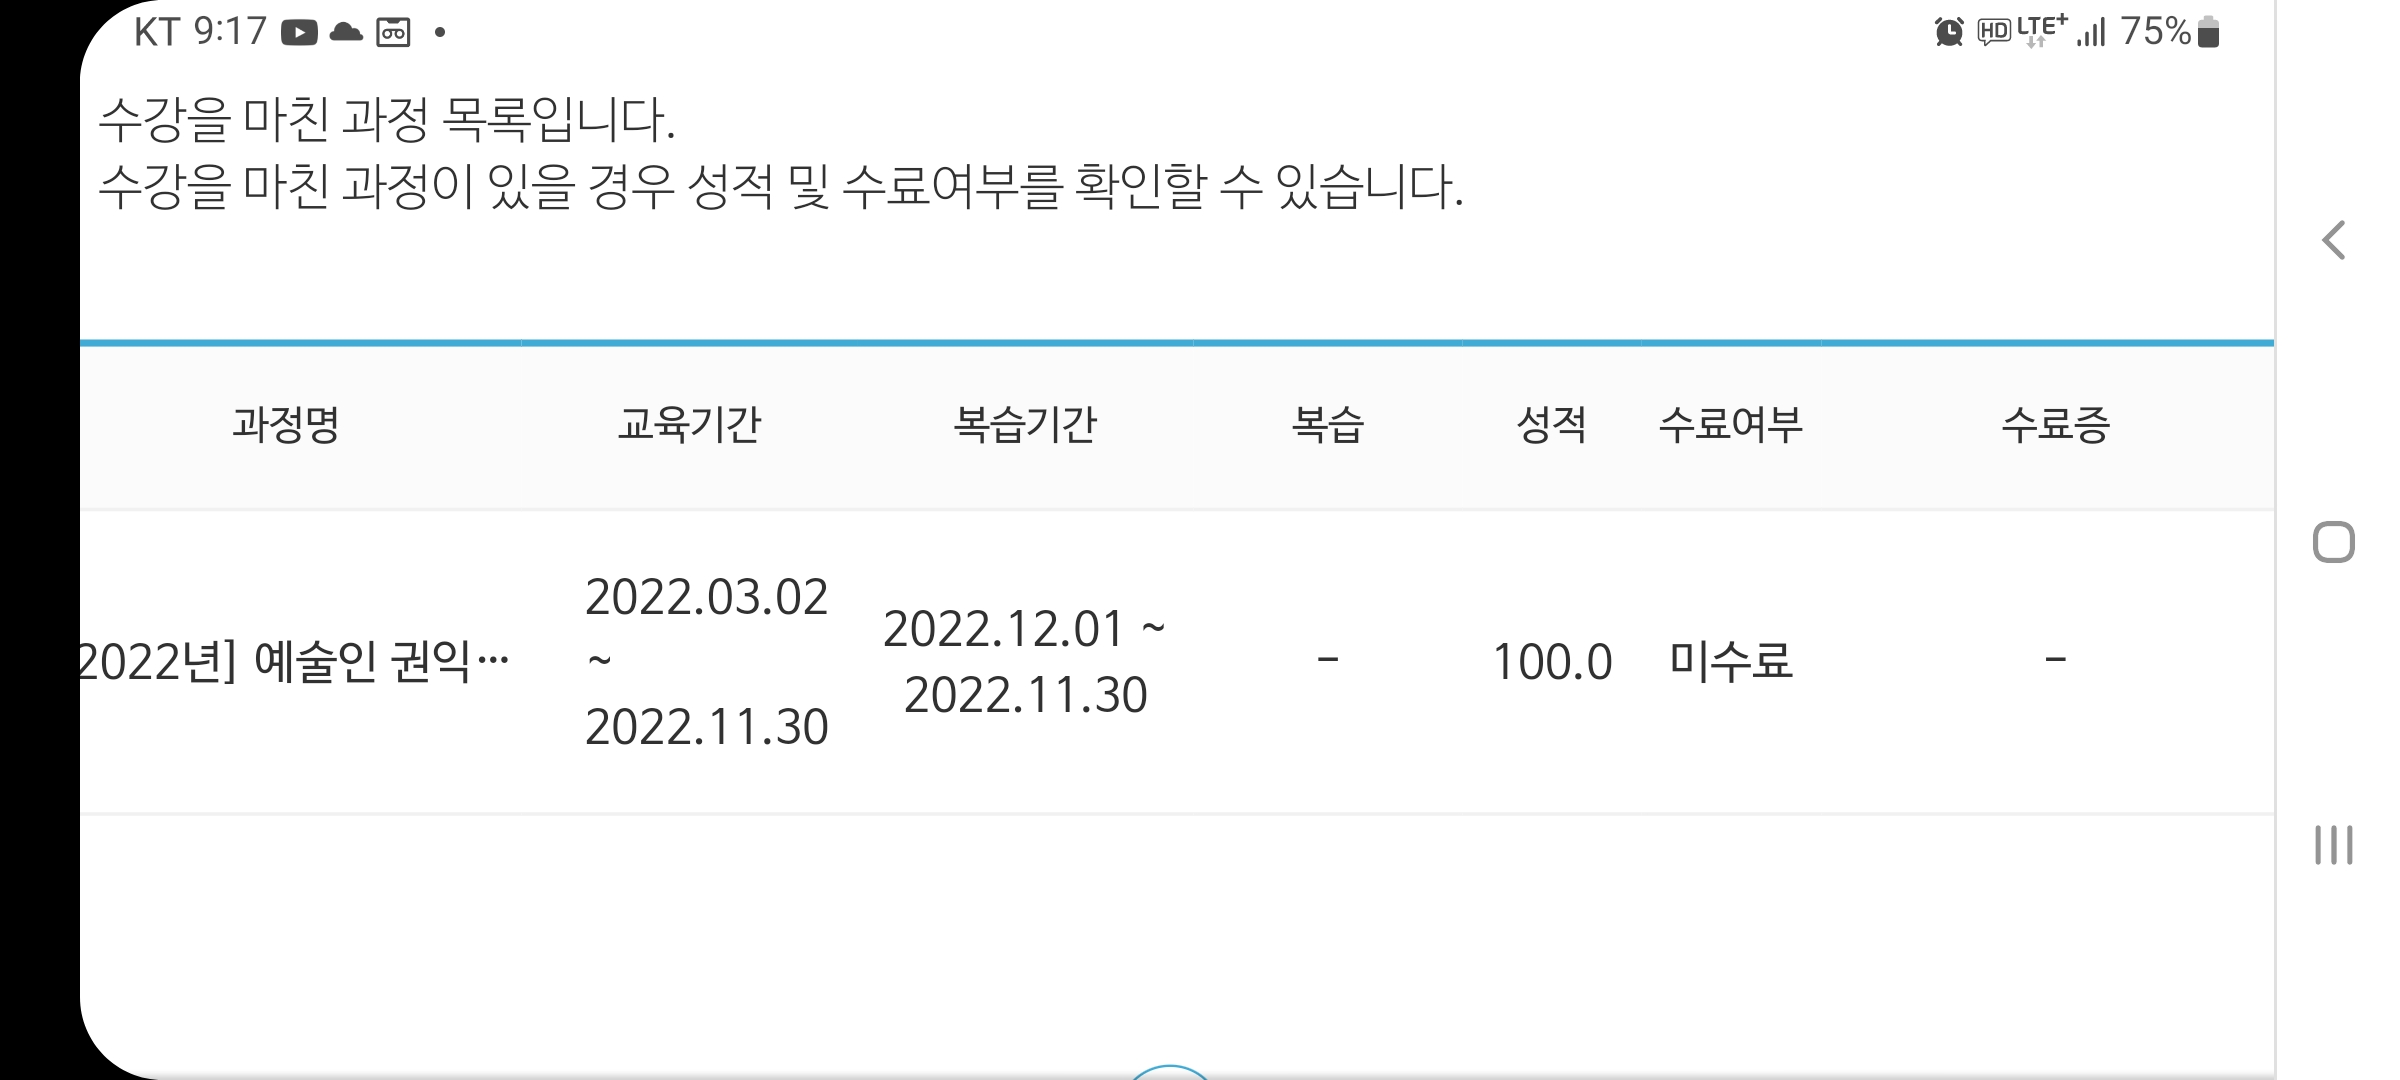 KT 9:17 HD LTE+ 75%
수강을 마친 과정 목록입니다.
수강을 마친 과정이 있을 경우 성적 및 수료여부를 확인할 수 있습니다.
과정명 교육기간 복습기간 복습 성적 수료여부 수료증
2022.03.02
2022.12.01 ~
2022년] 예술인 권익··· ~ - 100.0 미수료 -
2022.11.30
2022.11.30